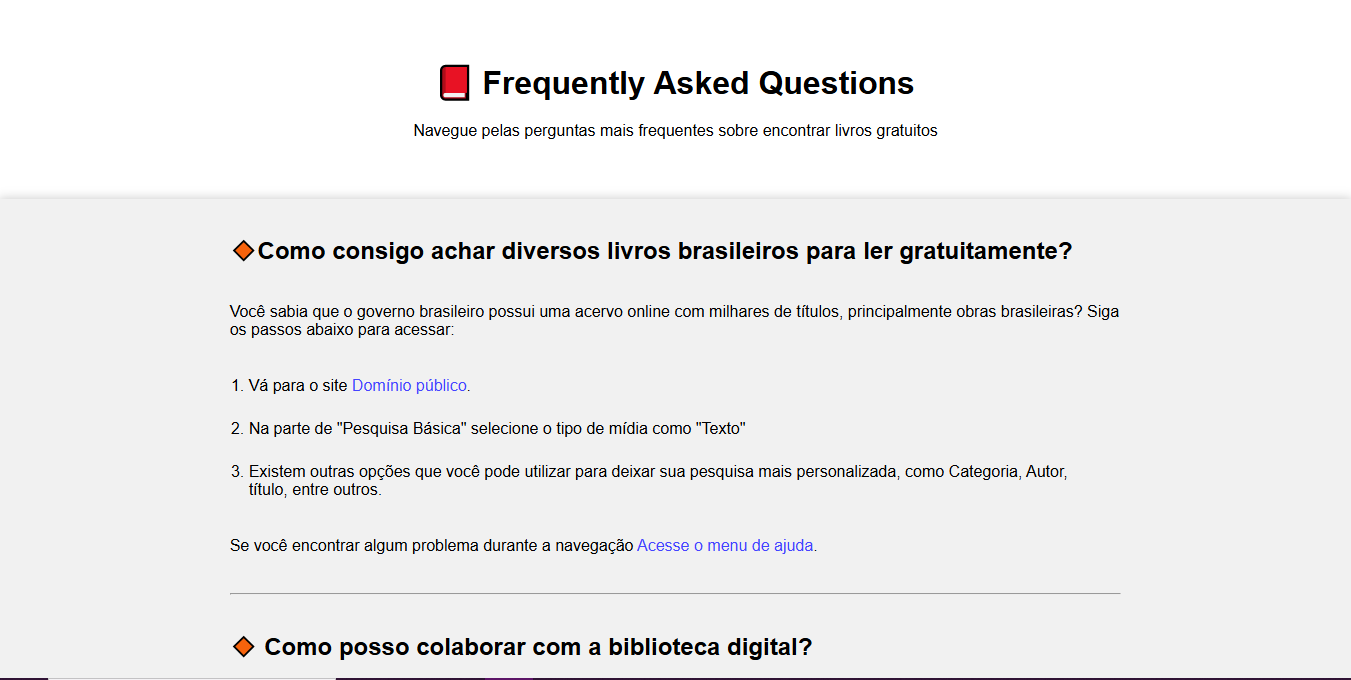 Frequently Asked Questions
Navegue pelas perguntas mais frequentes sobre encontrar livros gratuitos
Como consigo achar diversos livros brasileiros para ler gratuitamente?
Você sabia que o governo brasileiro possui uma acervo online com milhares de títulos, principalmente obras brasileiras? Siga
os passos abaixo para acessar:
1. Vá para o site Domínio público.
2. Na parte de "Pesquisa Básica" selecione o tipo de mídia como "Texto"
3. Existem outras opções que você pode utilizar para deixar sua pesquisa mais personalizada, como Categoria, Autor,
título, entre outros.
Se você encontrar algum problema durante a navegação Acesse o menu de ajuda.
Como posso colaborar com a biblioteca digital?